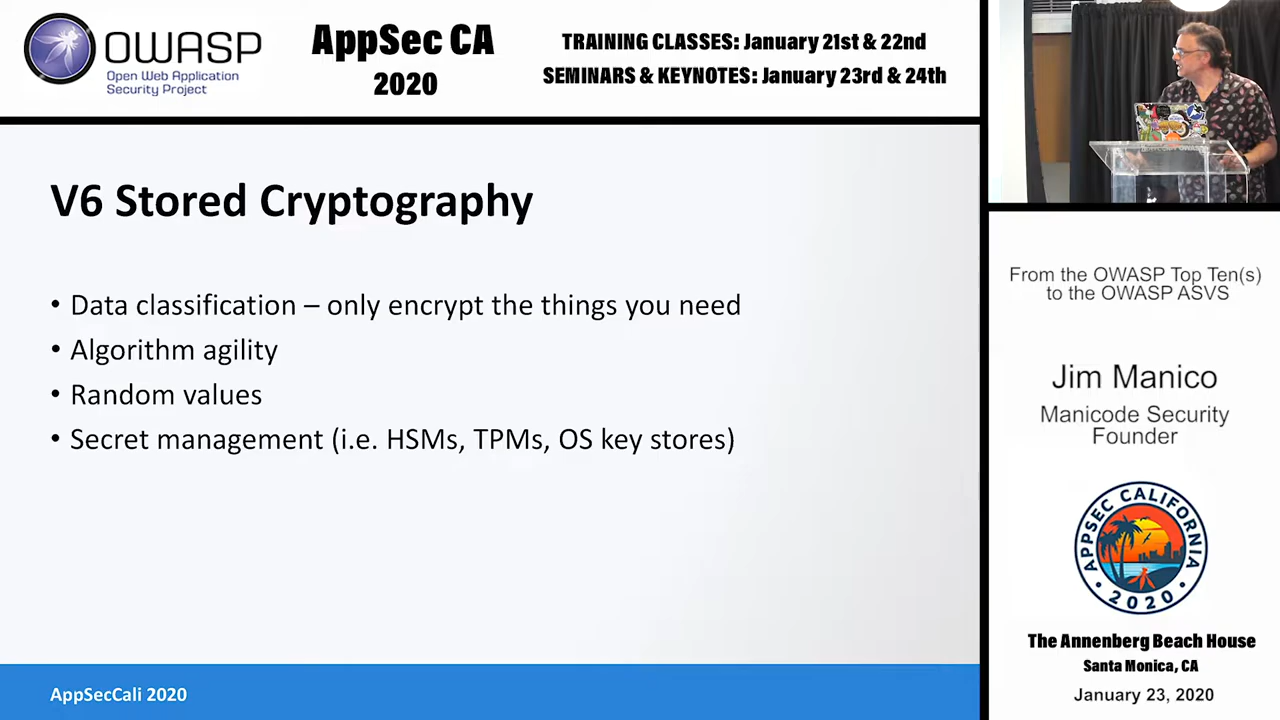 OWASP
Open Web Application
Security Project
AppSec CA
2020
TRAINING CLASSES: January 21st & 22nd
SEMINARS & KEYNOTES: January 23rd & 24th
V6 Stored Cryptography
• Data classification – only encrypt the things you need
• Algorithm agility
• Random values
• Secret management (i.e. HSMs, TPMs, OS key stores)
AppSecCali 2020
From the OWASP Top Ten(s)
to the OWASP ASVS
Jim Manico
Manicode Security
Founder
APPSEC CALIFORNIA
2020
The Annenberg Beach House
Santa Monica, CA
January 23, 2020